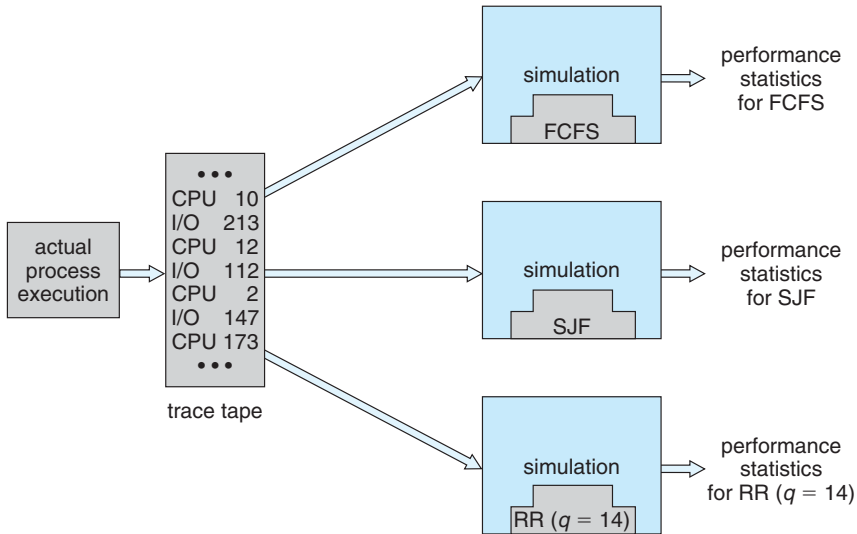 actual
process
execution
• • •
CPU 10
I/O 213
CPU 12
I/O 112
CPU 2
I/O 147
CPU 173
• • •
trace tape
simulation
FCFS
performance
statistics
for FCFS
simulation
SJF
performance
statistics
for SJF
simulation
RR (q = 14)
performance
statistics
for RR (q = 14)